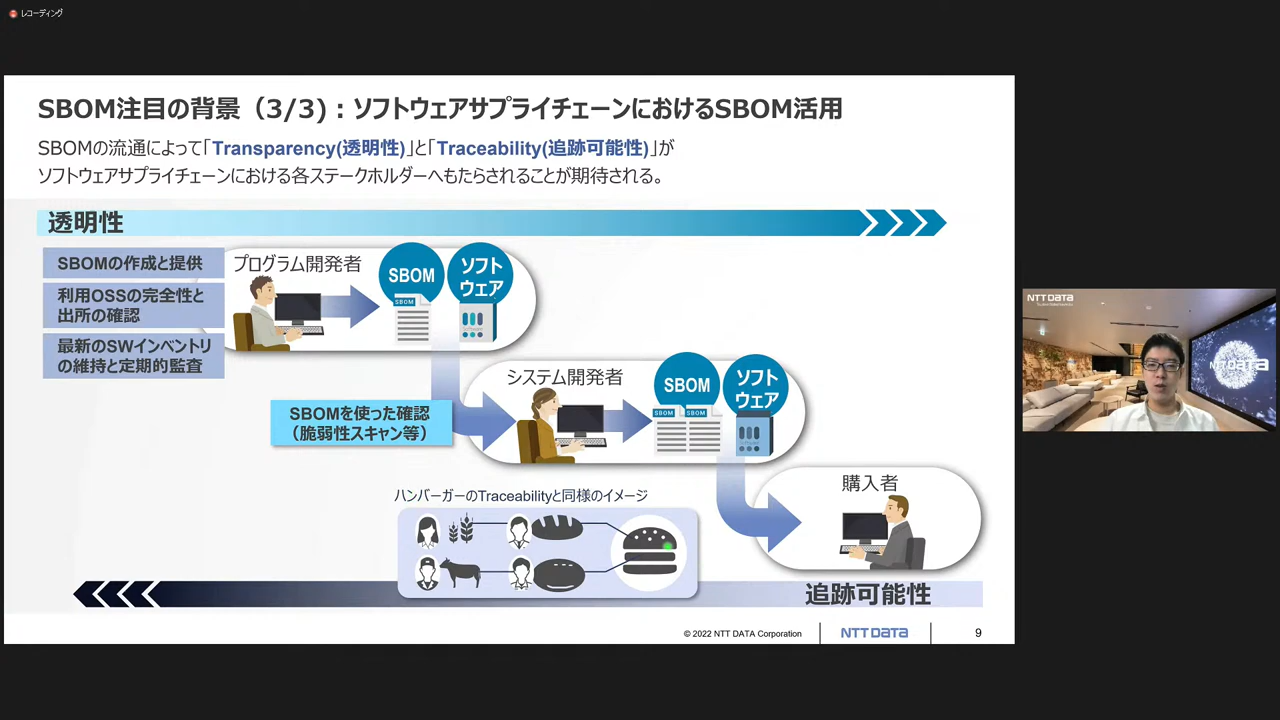 レコーディング
SBOM注目の背景（3/3）：ソフトウェアサプライチェーンにおけるSBOM活用
SBOMの流通によって「Transparency(透明性)」と「Traceability(追跡可能性)」が
ソフトウェアサプライチェーンにおける各ステークホルダーへもたらされることが期待される。
透明性
SBOMの作成と提供
利用OSSの完全性と
出所の確認
最新のSWインベントリ
の維持と定期的監査
プログラム開発者
SBOM
ソフト
ウェア
SBOM
Software
SBOMを使った確認
（脆弱性スキャン等）
システム開発者
SBOM
ソフト
ウェア
SBOM
SBOM
Software
購入者
ハンバーガーのTraceabilityと同様のイメージ
追跡可能性
© 2022 NTT DATA Corporation
NTT DATA
9
NTT DATA
NTT DATA